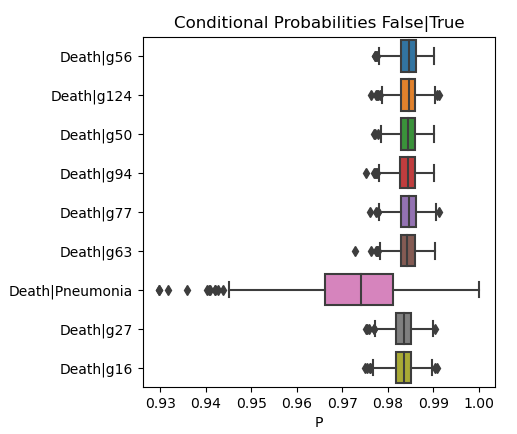 Conditional Probabilities False|True
Death|g56
Death|g124
Death|g50
Death|g94
Death|g77
Death|g63
Death|Pneumonia
Death|g27
Death|g16
0.93 0.94 0.95 0.96 0.97 0.98 0.99 1.00
P